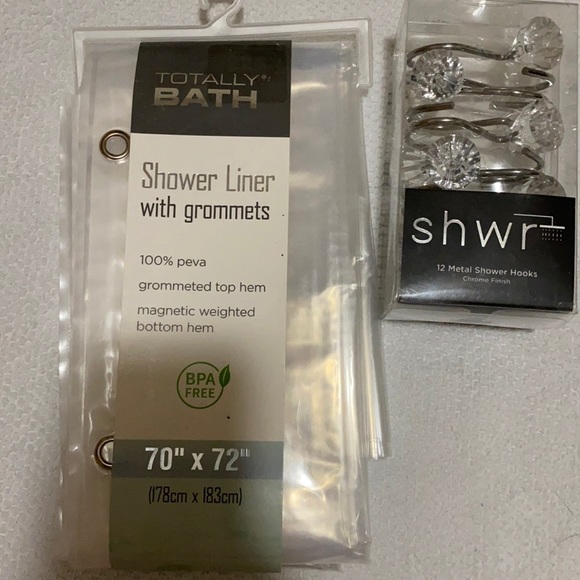 TOTALLY
BATH
Shower Liner
with grommets
100% peva
grommeted top hem
magnetic weighted
bottom hem
BPA
FREE
70" x 72"
(178cm x 183cm)
shwr
12 Metal Shower Hooks
Chrome Finish